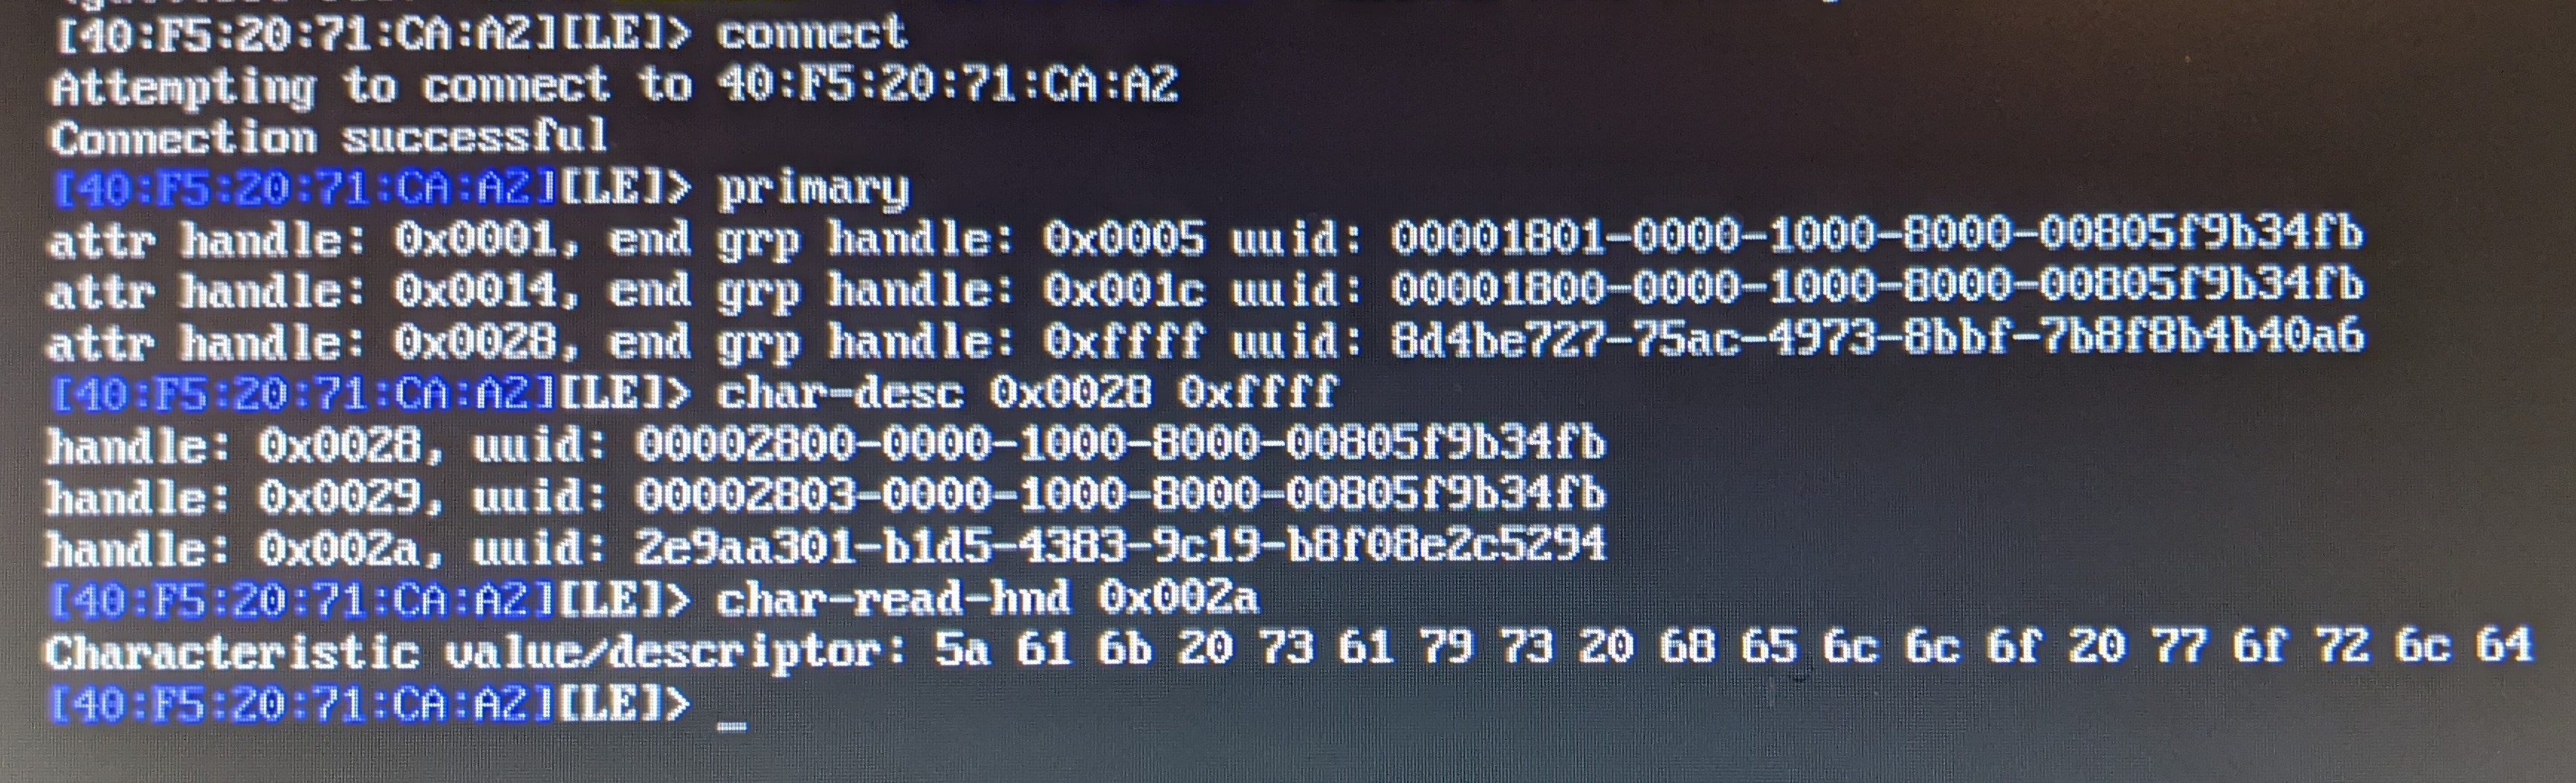 [40:F5:20:71:CA:A2][LE]> connect
Attempting to connect to 40:F5:20:71:CA:A2
Connection successful
[40:F5:20:71:CA:A2][LE]> primary
attr handle: 0x0001, end grp handle: 0x0005 uuid: 00001801-0000-1000-8000-00805f9b34fb
attr handle: 0x0014, end grp handle: 0x001c uuid: 00001800-0000-1000-8000-00805f9b34fb
attr handle: 0x0028, end grp handle: 0xffff uuid: 8d4be727-75ac-4973-8bbf-7b8f8b4b40a6
[40:F5:20:71:CA:A2][LE]> char-desc 0x0028 0xffff
handle: 0x0028, uuid: 00002800-0000-1000-8000-00805f9b34fb
handle: 0x0029, uuid: 00002803-0000-1000-8000-00805f9b34fb
handle: 0x002a, uuid: 2e9aa301-b1d5-4383-9c19-b8f08e2c5294
[40:F5:20:71:CA:A2][LE]> char-read-hnd 0x002a
Characteristic value/descriptor: 5a 61 6b 20 73 61 79 73 20 68 65 6c 6c 6f 20 77 6f 72 6c 64
[40:F5:20:71:CA:A2][LE]> _